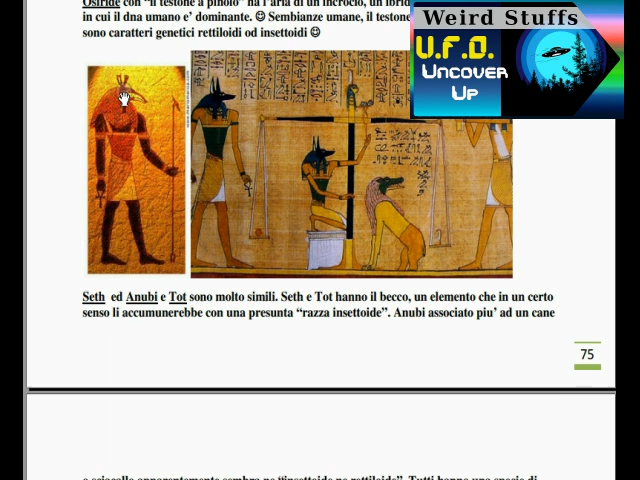 Osiride con "il testone a pinolo" ha l'aria di un incrocio, un
in cui il dna umano e' dominante. ☺ Sembianze umane, il testone
sono caratteri genetici rettiloidi od insettoidi ☺
Weird Stuffs
U.F.O.
Uncover
Up
Seth ed Anubi e Tot sono molto simili. Seth e Tot hanno il becco, un elemento che in un certo
senso li accumunerebbe con una presunta "razza insettoide". Anubi associato piu' ad un cane
75